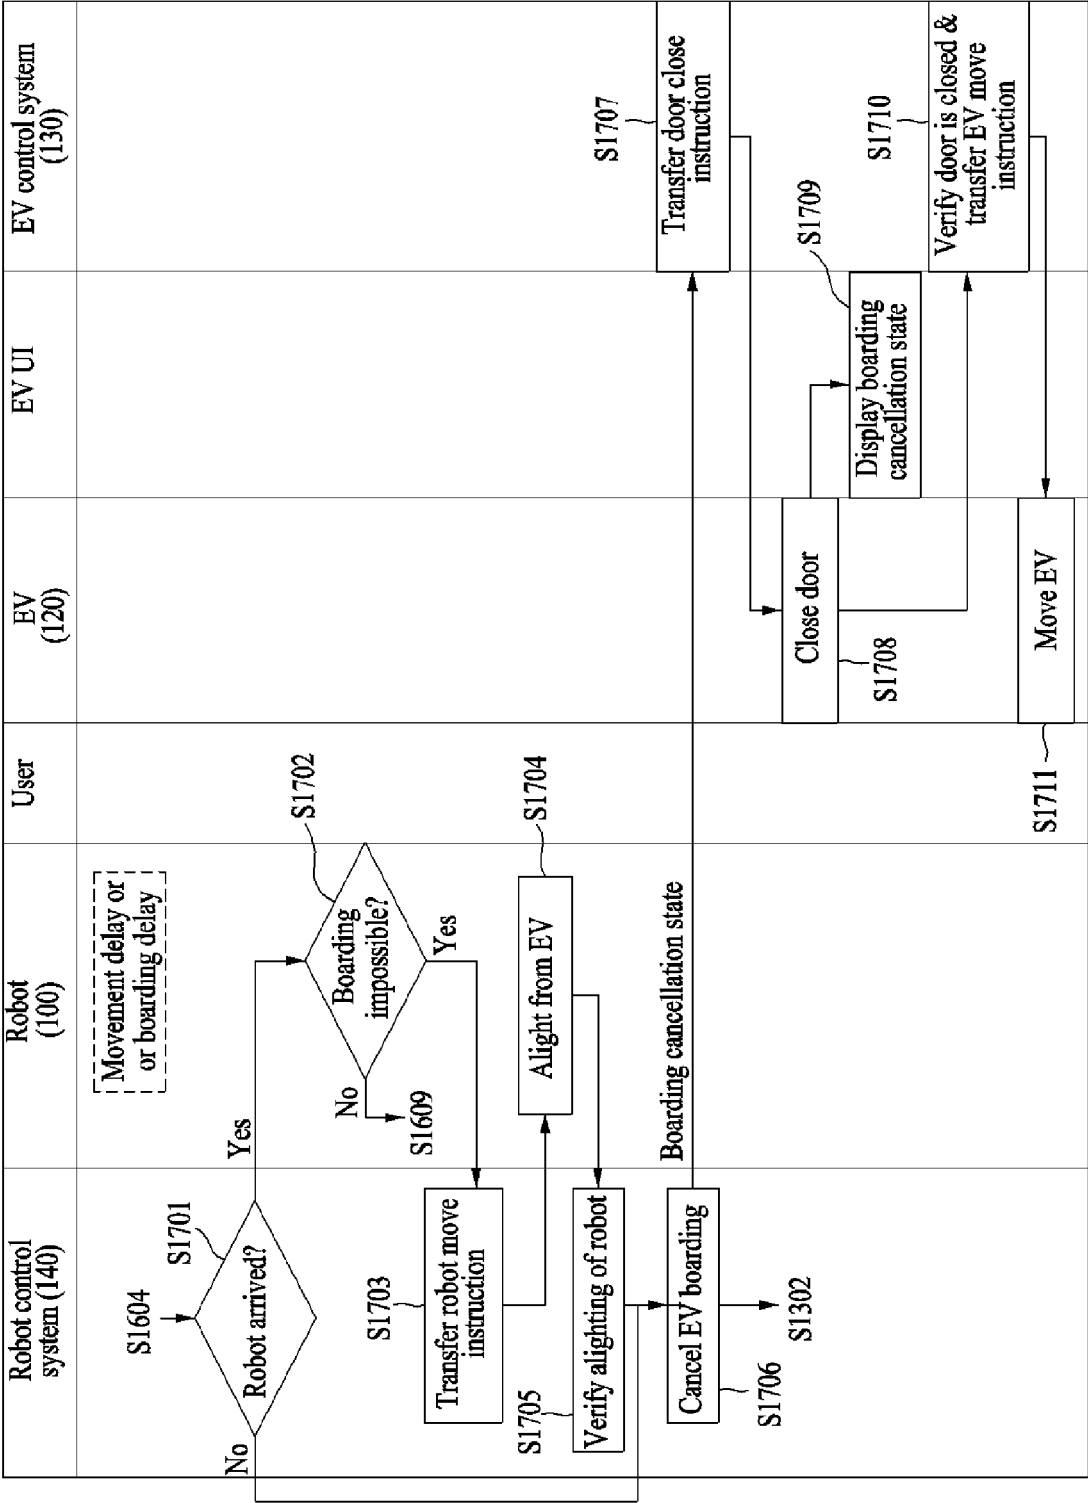 Robot control
system (140)
Robot
(100)
User
EV
(120)
EV UI
EV control system
(130)
Movement delay or
or boarding delay
S1604
S1701
Robot arrived?
Yes
No
S1702
Boarding
impossible?
No
Yes
S1609
S1703
Transfer robot move
instruction
S1704
Alight from EV
S1705
Verify alighting of robot
Cancel EV boarding
S1706
S1302
Boarding cancellation state
S1707
Transfer door close
instruction
Close door
S1708
S1709
Display boarding
cancellation state
S1710
Verify door is closed &
transfer EV move
instruction
Move EV
S1711